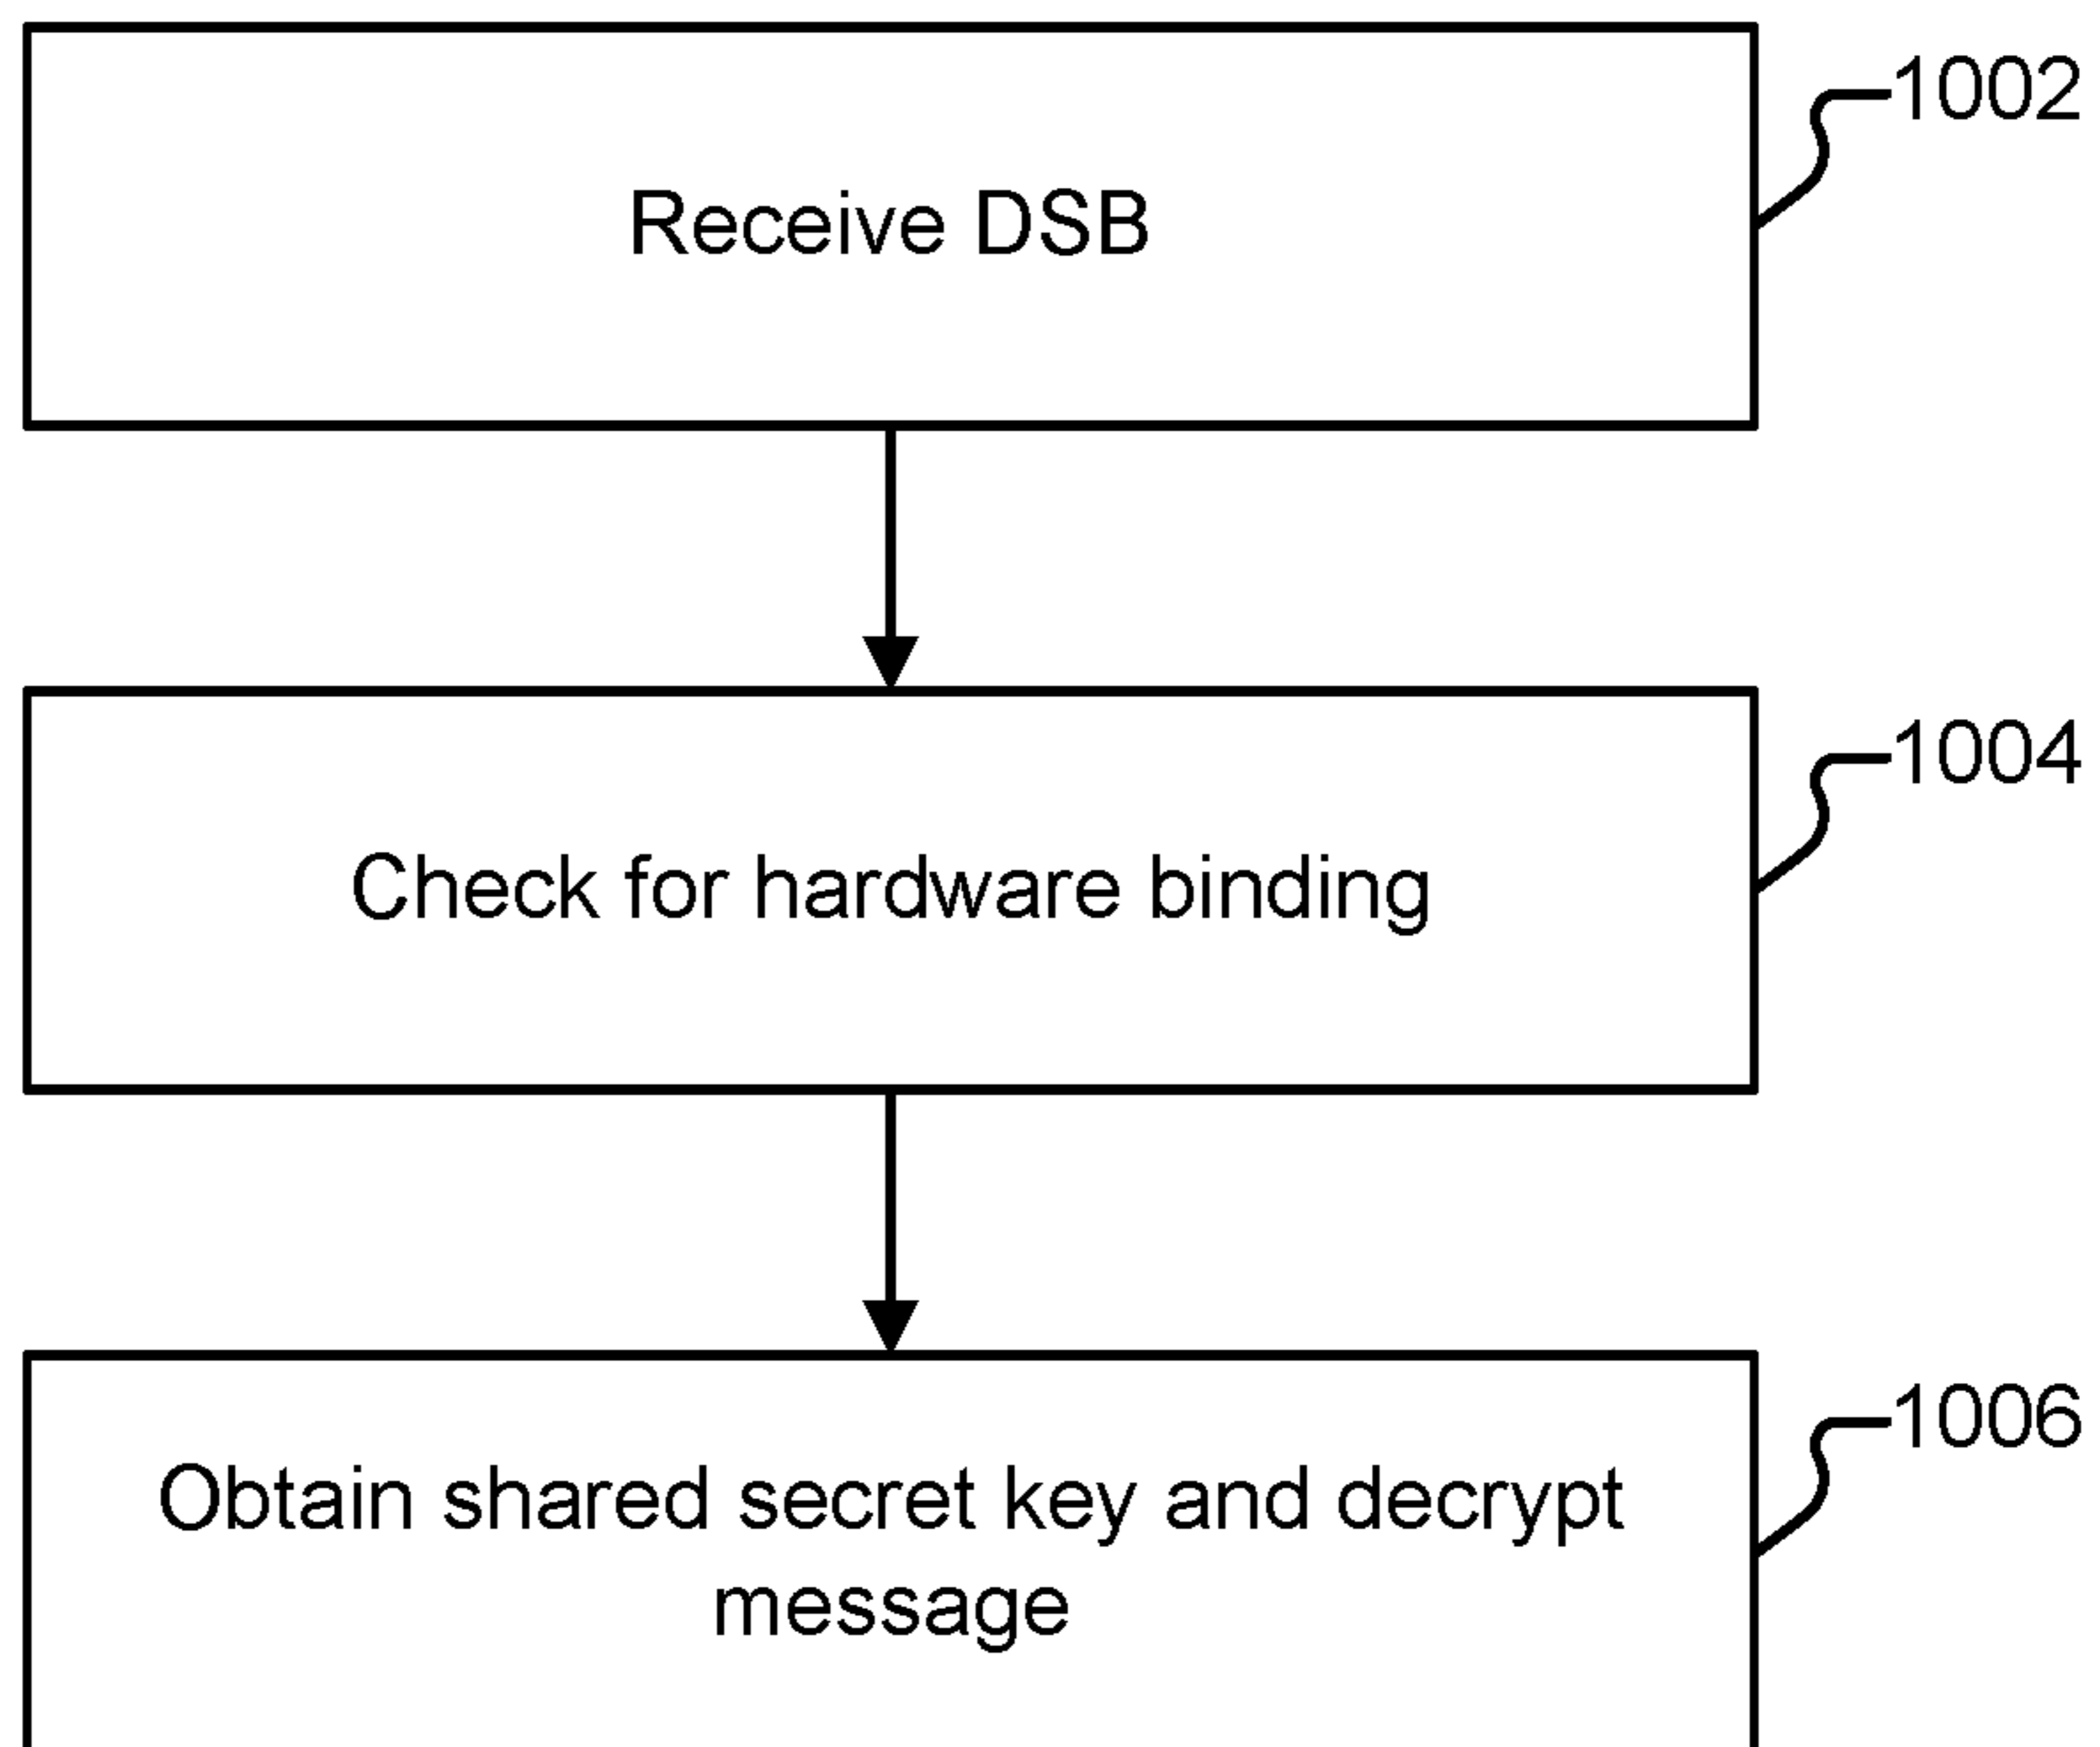 1002
Receive DSB
1004
Check for hardware binding
1006
Obtain shared secret key and decrypt
message